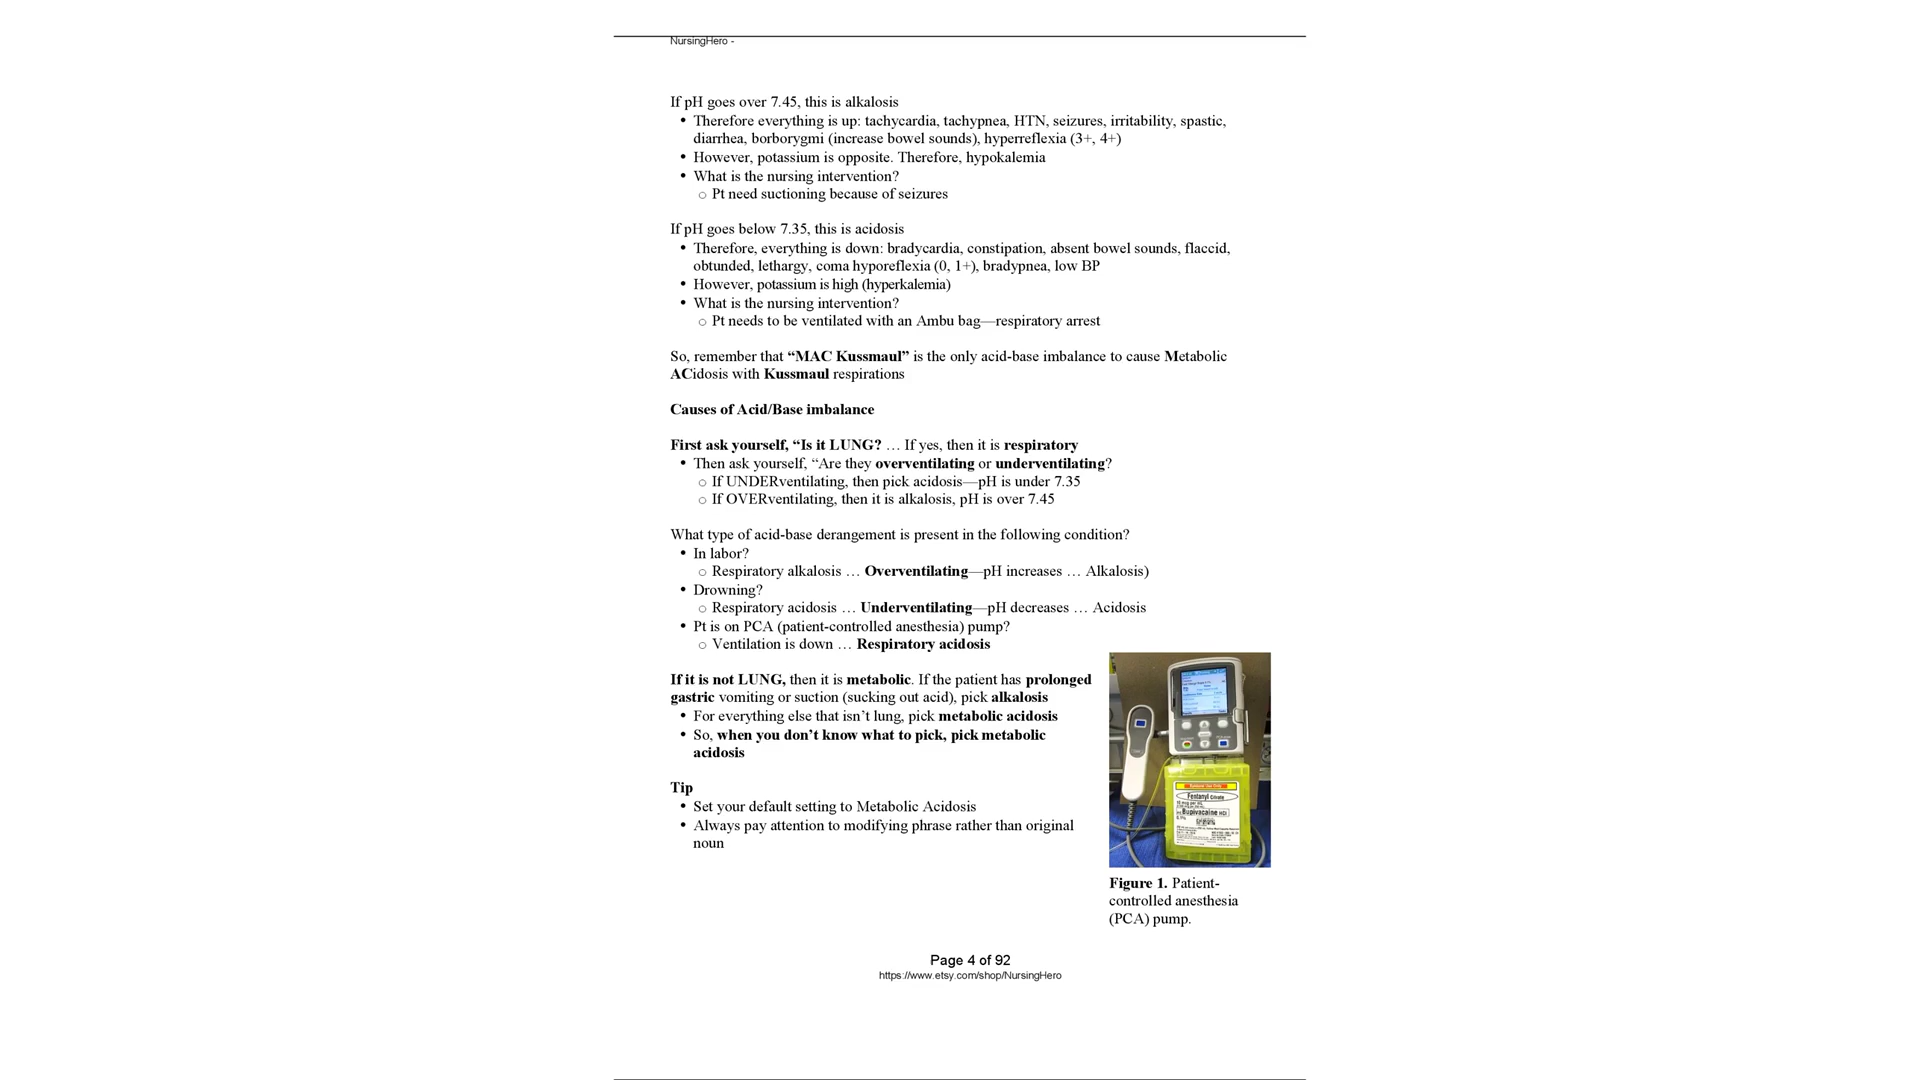 NursingHero -
If pH goes over 7.45, this is alkalosis
• Therefore everything is up: tachycardia, tachypnea, HTN, seizures, irritability, spastic,
diarrhea, borborygmi (increase bowel sounds), hyperreflexia (3+, 4+)
• However, potassium is opposite. Therefore, hypokalemia
• What is the nursing intervention?
○ Pt need suctioning because of seizures
If pH goes below 7.35, this is acidosis
• Therefore, everything is down: bradycardia, constipation, absent bowel sounds, flaccid,
obtunded, lethargy, coma hyporeflexia (0, 1+), bradypnea, low BP
• However, potassium is high (hyperkalemia)
• What is the nursing intervention?
○ Pt needs to be ventilated with an Ambu bag—respiratory arrest
So, remember that “MAC Kussmaul” is the only acid-base imbalance to cause Metabolic
ACidosis with Kussmaul respirations
Causes of Acid/Base imbalance
First ask yourself, “Is it LUNG? … If yes, then it is respiratory
• Then ask yourself, “Are they overventilating or underventilating?
○ If UNDERventilating, then pick acidosis—pH is under 7.35
○ If OVERventilating, then it is alkalosis, pH is over 7.45
What type of acid-base derangement is present in the following condition?
• In labor?
○ Respiratory alkalosis … Overventilating—pH increases … Alkalosis)
• Drowning?
○ Respiratory acidosis … Underventilating—pH decreases … Acidosis
• Pt is on PCA (patient-controlled anesthesia) pump?
○ Ventilation is down … Respiratory acidosis
If it is not LUNG, then it is metabolic. If the patient has prolonged
gastric vomiting or suction (sucking out acid), pick alkalosis
• For everything else that isn’t lung, pick metabolic acidosis
• So, when you don’t know what to pick, pick metabolic
acidosis
Tip
• Set your default setting to Metabolic Acidosis
• Always pay attention to modifying phrase rather than original
noun
Fentanyl Citrate
Bupivacaine HCl
Figure 1. Patient-
controlled anesthesia
(PCA) pump.
Page 4 of 92
https://www.etsy.com/shop/NursingHero